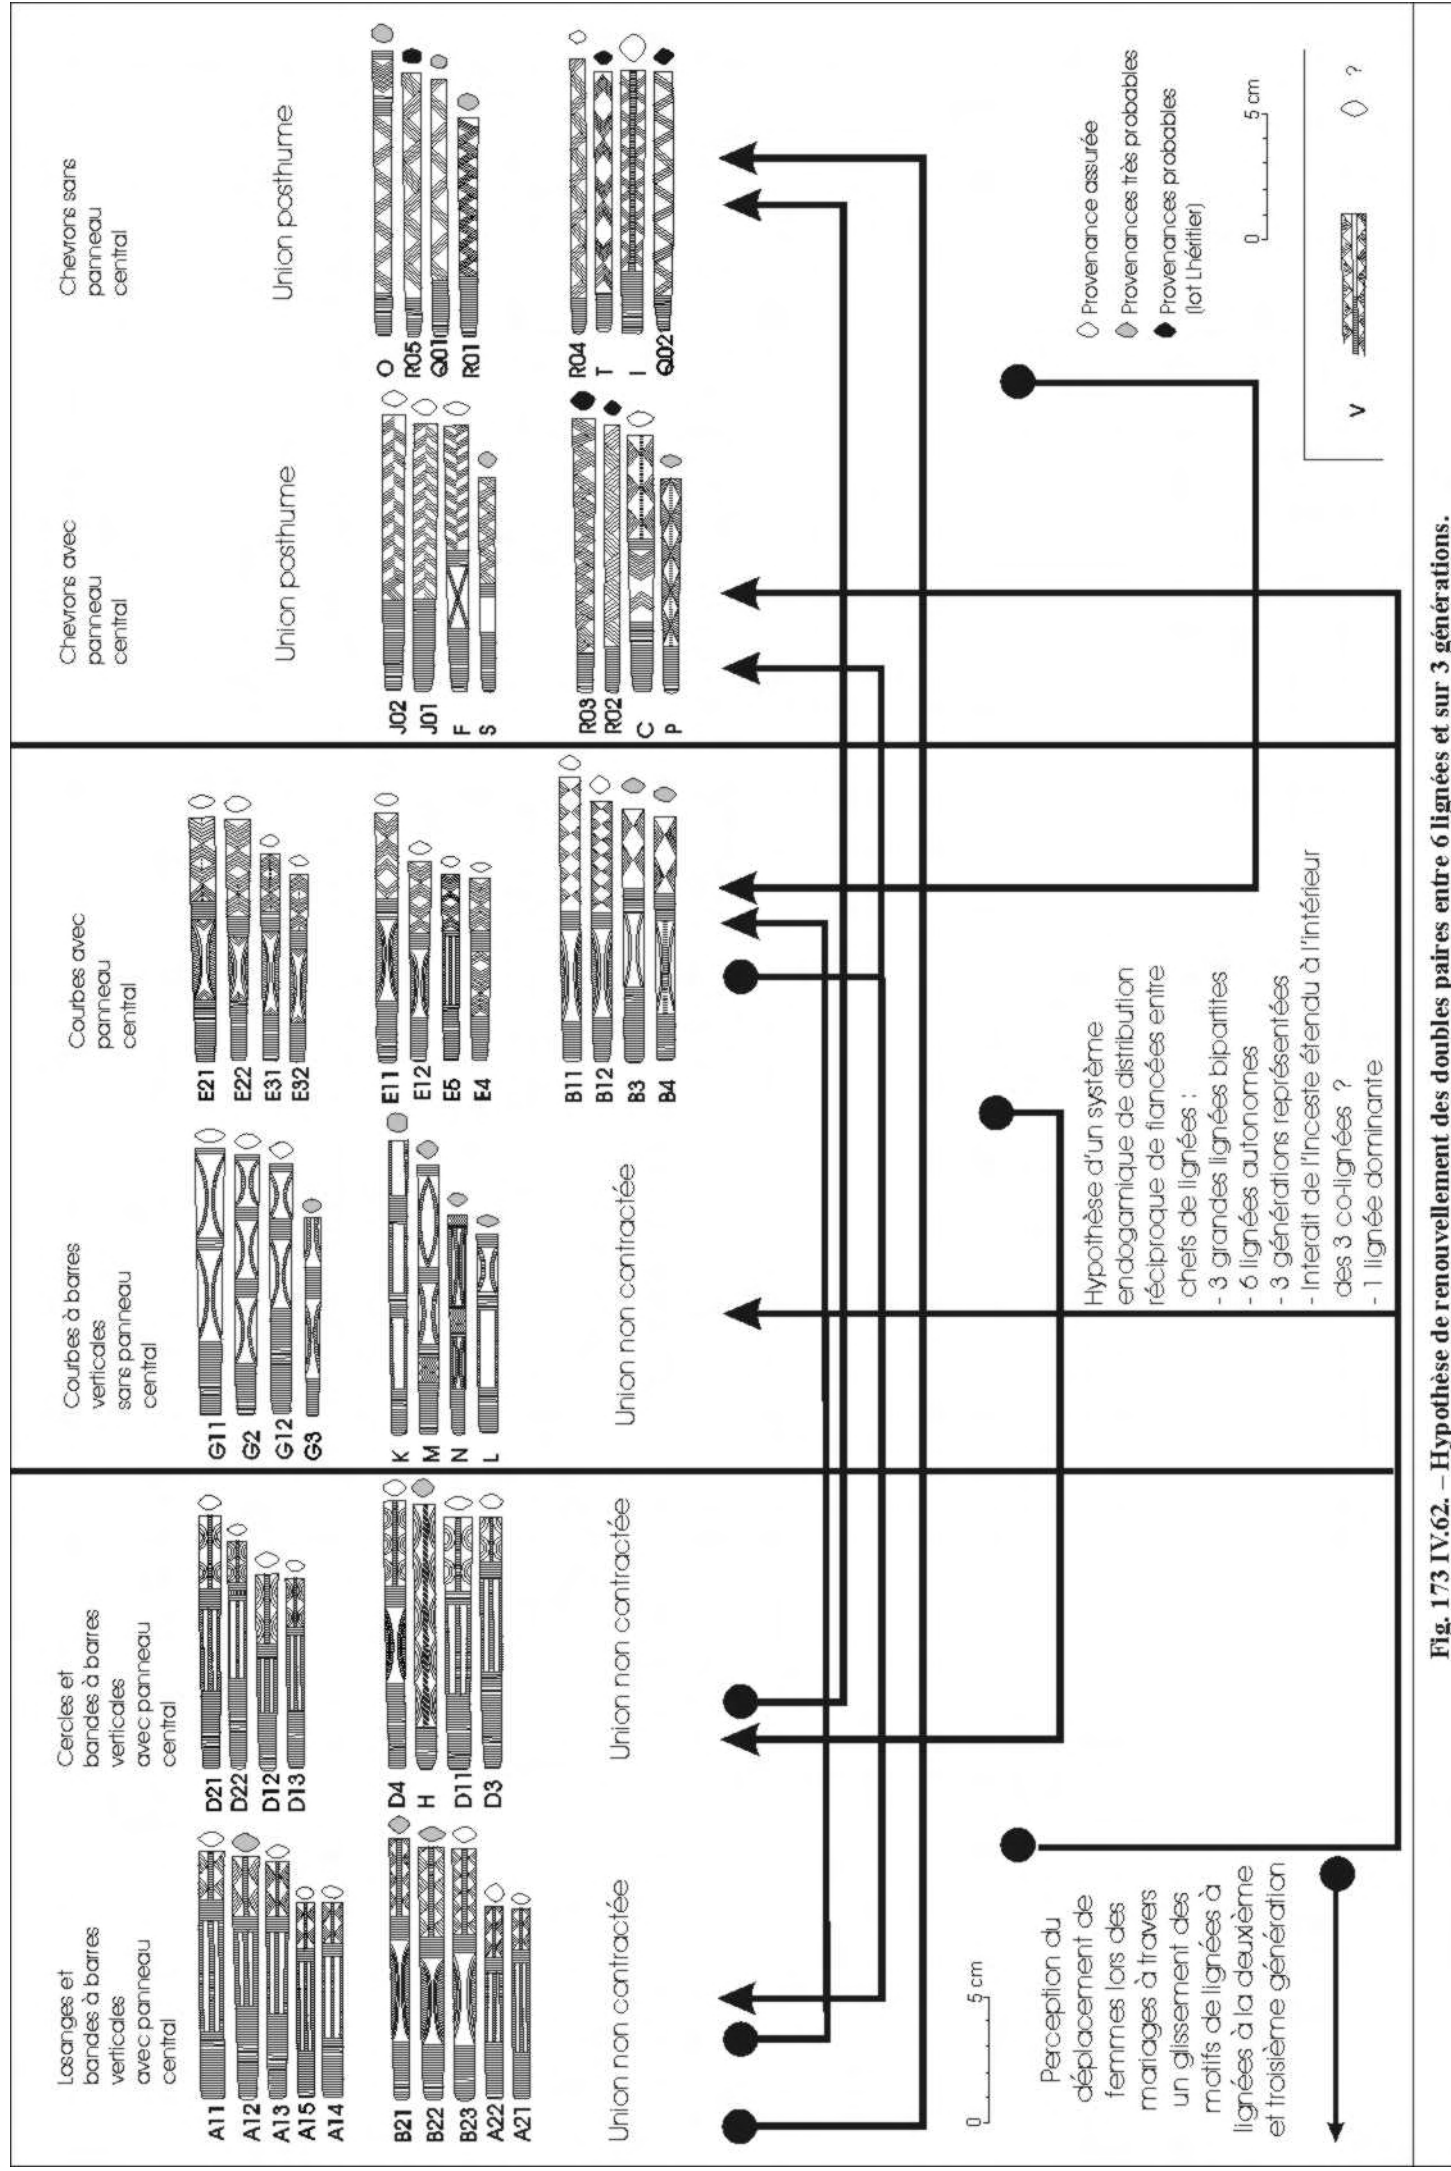 Losanges et
bandes à barres
verticales
avec panneau
central
Cercles et
bandes à barres
verticales
avec panneau
central
Courbes à barres
verticales
sans panneau
central
Courbes avec
panneau
central
Chevrons avec
panneau
central
Chevrons sans
panneau
central
A11
A12
A13
A15
A14
D21
D22
D12
D13
G11
G2
G12
G3
E21
E222
E31
E32
Union posthume
Union posthume
B21
B22
B23
A22
A21
D4
H
D11
D3
K
M
N
L
E11
E12
E5
E4
J02
J01
F
S
O
R05
Q01
R01
B11
B12
B3
B4
R03
R02
C
P
R04
T
I
Q02
Union non contractée
Union non contractée
Union non contractée
0 5 cm
Perception du
déplacement de
femmes lors des
mariages à travers
un glissement des
motifs de lignées à
lignées à la deuxième
et troisième génération
Hypothèse d'un système
endogamique de distribution
réciproque de fiancées entre
chefs de lignées :
- 3 grandes lignées bipartites
- 6 lignées autonomes
- 3 générations représentées
- Interdit de l'inceste étendu à l'intérieur
des 3 co-lignées ?
- 1 lignée dominante
Provenance assurée
Provenances très probables
Provenances probables
(lot Lhéritier)
0 5 cm
V ?
Fig. 173 IV.62. – Hypothèse de renouvellement des doubles paires entre 6 lignées et sur 3 générations.